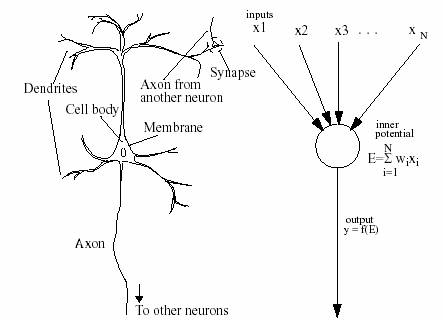 Dendrites
Cell body
Membrane
Axon from
another neuron
Synapse
Axon
To other neurons
inputs
x1 x2 x3 . . . x N
inner
potential
E=Σ wixi
N
i=1
output
y = f(E)